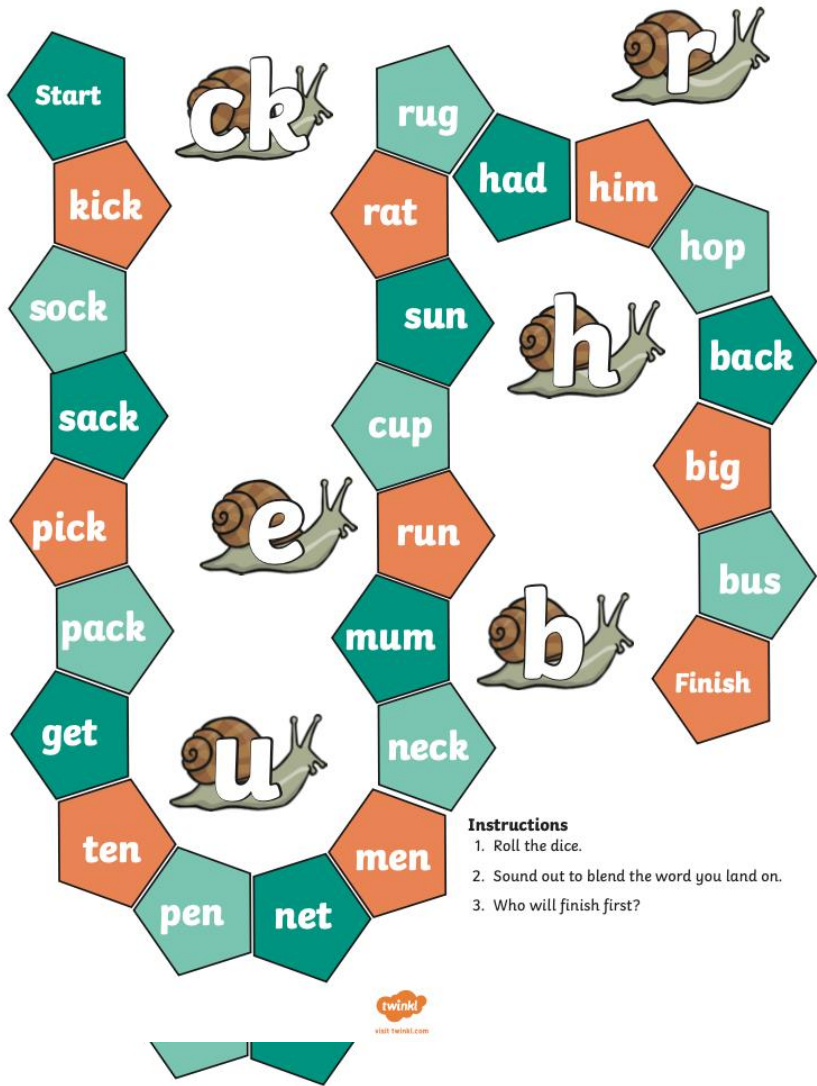 Start
kick
sock
sack
pick
pack
get
ten
pen
net
men
neck
mum
run
cup
sun
rat
rug
had
him
hop
back
big
bus
Finish
ck
r
h
e
b
u
Instructions
1. Roll the dice.
2. Sound out to blend the word you land on.
3. Who will finish first?
twinkl
visit twinkl.com